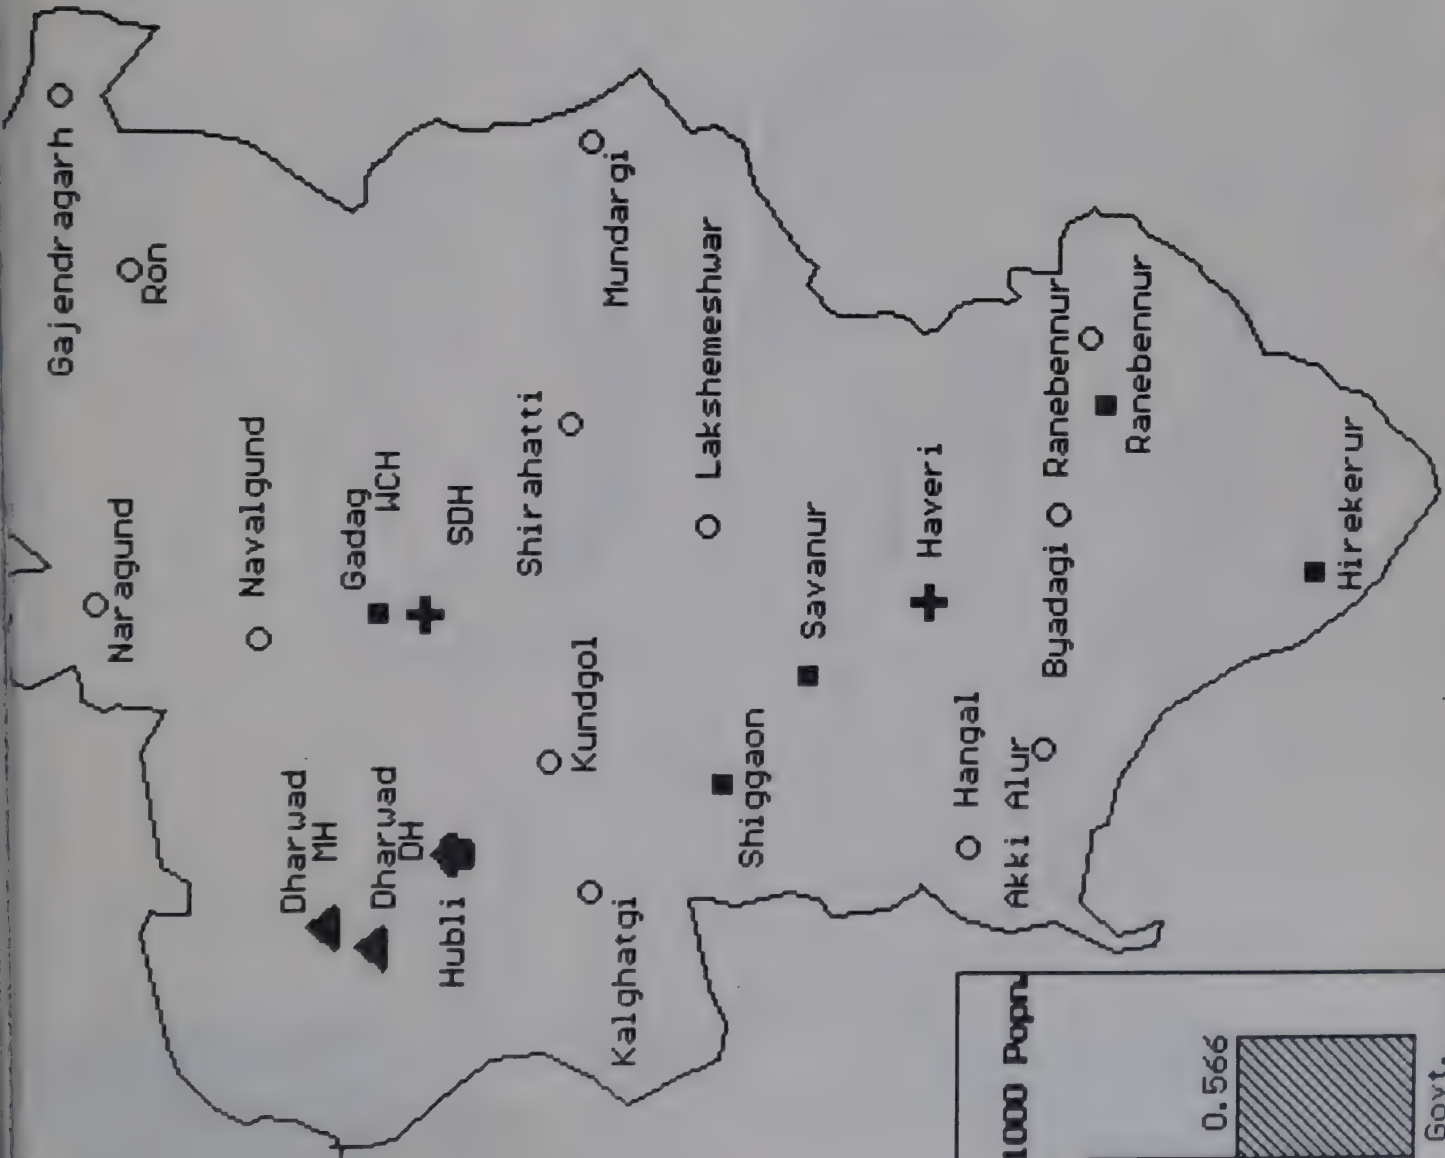 Gajendragarh
Naragund
Ron
Navalgund
Dharwad
MH
Gadag
WCH
Dharwad
DH
Hubli
SDH
Shirahatti
Kundgol
Mundargi
Kalghatgi
Lakshemeshwar
Shiggaon
Savanur
Haveri
Hangal
Akki Alur
Byadagi
Ranebennur
Ranebennur
Hirekerur
1000 Popn.
0.566
Govt.